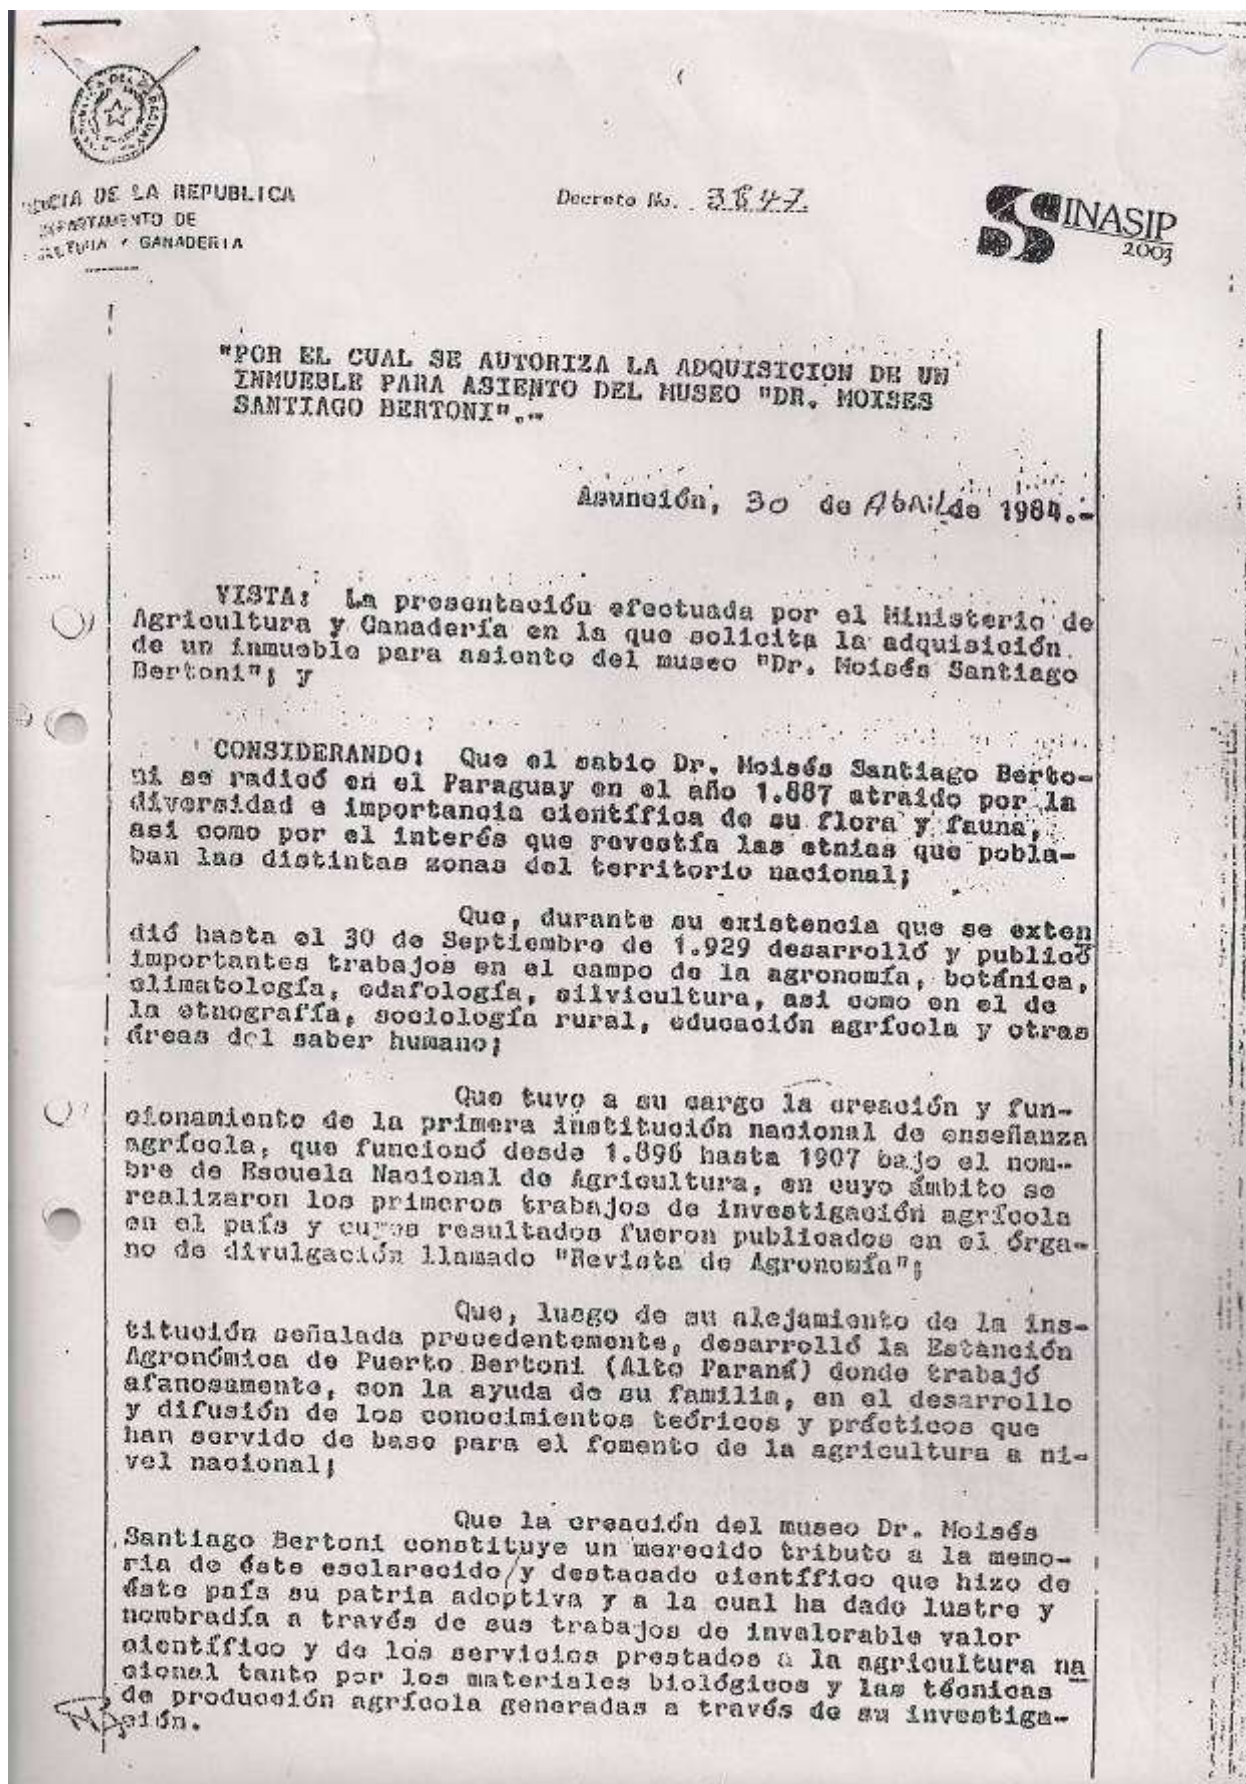 DE LA REPUBLICA
DE
Y GANADERIA
Decreto No. 3847.
SINASIP
2003
"POR EL CUAL SE AUTORIZA LA ADQUISICION DE UN
INMUEBLE PARA ASIENTO DEL MUSEO "DR. MOISES
SANTIAGO BERTONI".-
Asunción, 30 de Abril de 1984.-
VISTA: La presentación efectuada por el Ministerio de
Agricultura y Ganadería en la que solicita la adquisición
de un inmueble para asiento del museo "Dr. Moisés Santiago
Bertoni"; y
CONSIDERANDO: Que el sabio Dr. Moisés Santiago Berto-
ni se radicó en el Paraguay en el año 1.887 atraido por la
diversidad e importancia científica de su flora y fauna,
asi como por el interés que revestía las etnias que pobla-
ban las distintas zonas del territorio nacional;
Que, durante su existencia que se exten
dió hasta el 30 de Septiembre de 1.929 desarrolló y publicó
importantes trabajos en el campo de la agronomía, botánica,
climatología, edafología, silvicultura, asi como en el de
la etnografía, sociología rural, educación agrícola y otras
áreas del saber humano;
Que tuvo a su cargo la creación y fun-
cionamiento de la primera institución nacional de enseñanza
agrícola, que funcionó desde 1.896 hasta 1907 bajo el nom-
bre de Escuela Nacional de Agricultura, en cuyo ámbito se
realizaron los primeros trabajos de investigación agrícola
en el país y cuyos resultados fueron publicados en el órga-
no de divulgación llamado "Revista de Agronomía";
Que, luego de su alejamiento de la ins-
titución señalada precedentemente, desarrolló la Estanción
Agronómica de Puerto Bertoni (Alto Paraná) donde trabajó
afanosamente, con la ayuda de su familia, en el desarrollo
y difusión de los conocimientos teóricos y prácticos que
han servido de base para el fomento de la agricultura a ni-
vel nacional;
Que la creación del museo Dr. Moisés
Santiago Bertoni constituye un merecido tributo a la memo-
ria de éste esclarecido y destacado científico que hizo de
éste país su patria adoptiva y a la cual ha dado lustre y
nombradía a través de sus trabajos de invalorable valor
científico y de los servicios prestados a la agricultura na
cional tanto por los materiales biológicos y las técnicas
de producción agrícola generadas a través de su investiga-
ción.